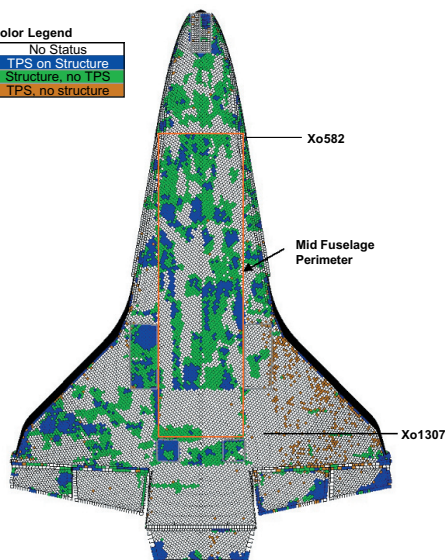 olor Legend
No Status
TPS on Structure
Structure, no TPS
TPS, no structure
Xo582
Mid Fuselage
Perimeter
Xo1307